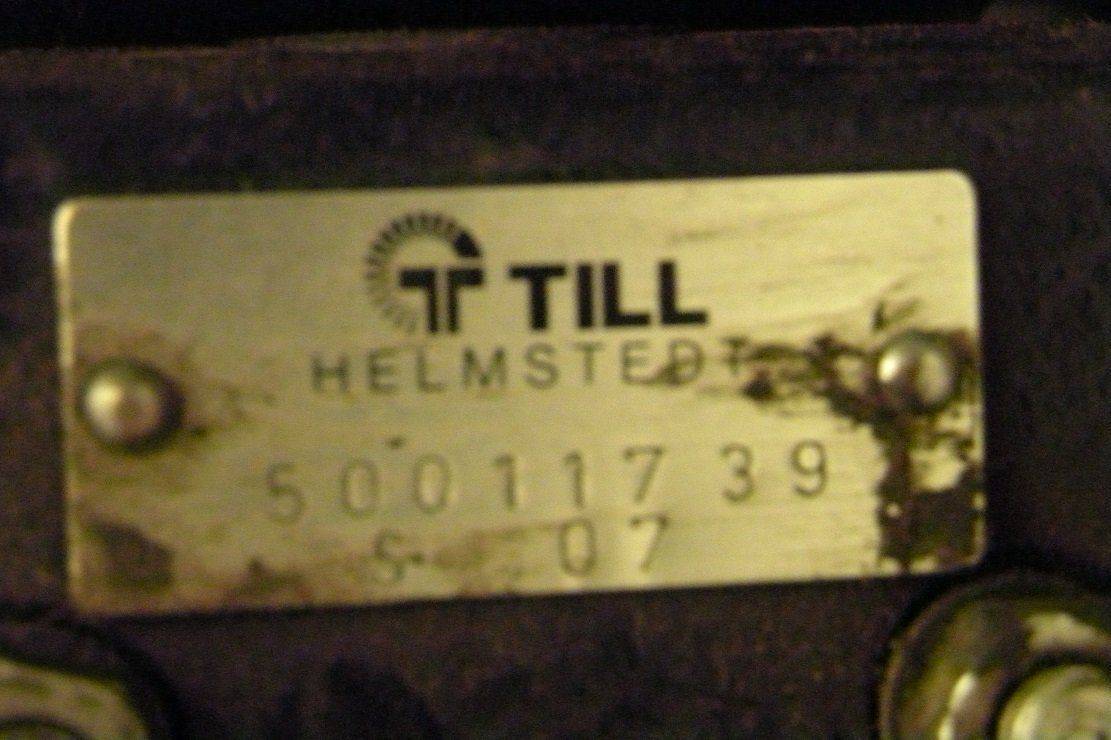 TILL
HELMSTEDT
50011739
S- 07